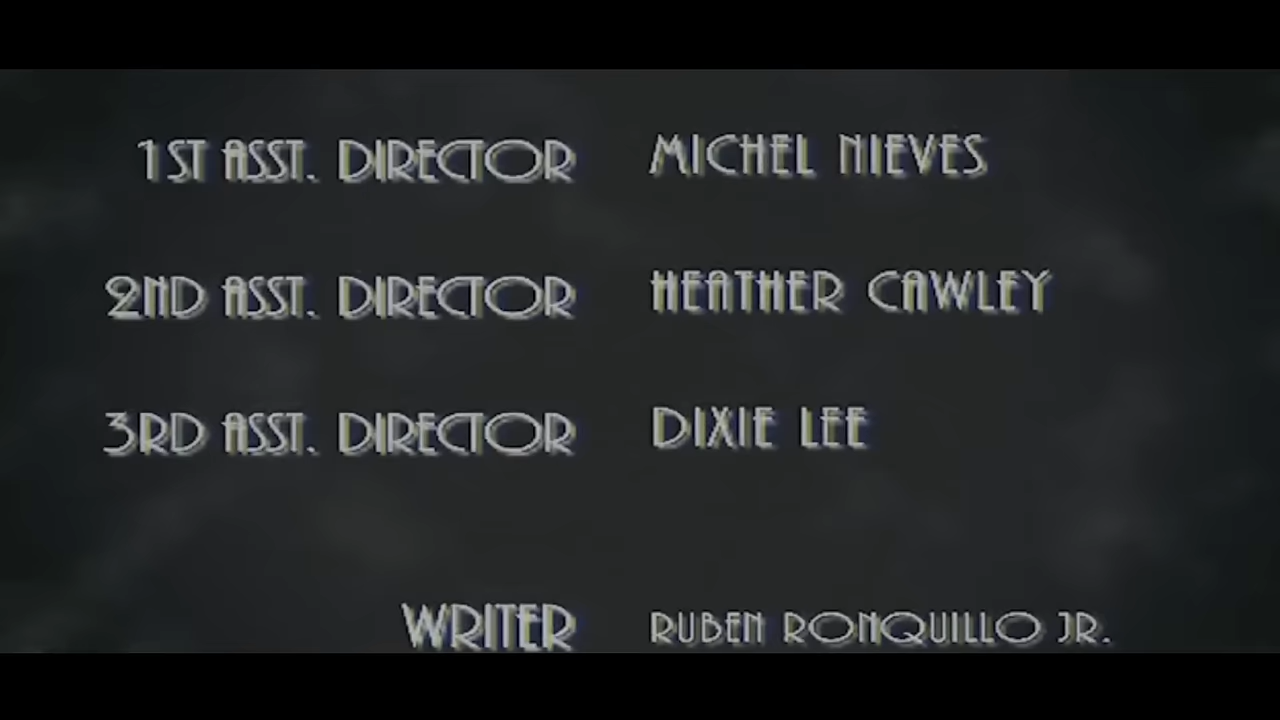 1ST ASST. DIRECTOR MICHEL NIEVES
2ND ASST. DIRECTOR HEATHER CAWLEY
3RD ASST. DIRECTOR DIXIE LEE
WRITER RUBEN RONQUILLO JR.